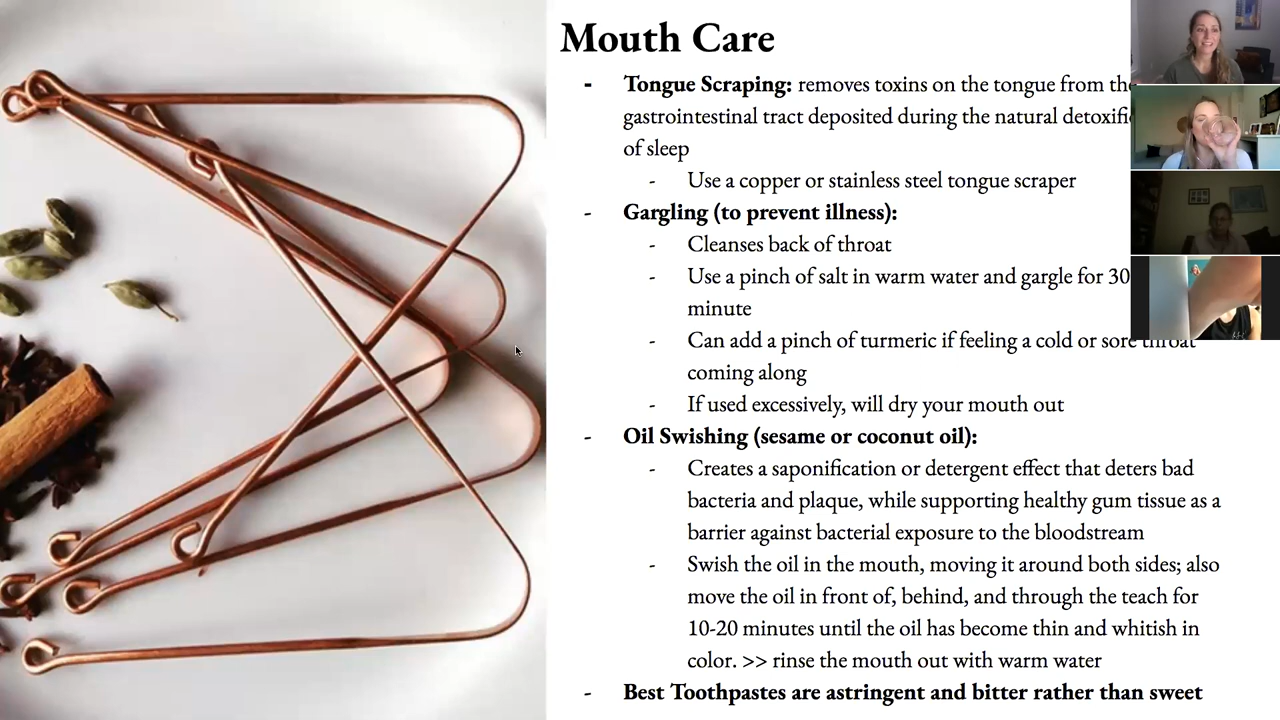 Mouth Care
- Tongue Scraping: removes toxins on the tongue from the
gastrointestinal tract deposited during the natural
of sleep
- Use a copper or stainless steel tongue scraper
- Gargling (to prevent illness):
- Cleanses back of throat
- Use a pinch of salt in warm water and gargle for 30
minute
- Can add a pinch of turmeric if feeling a cold or sore throat
coming along
- If used excessively, will dry your mouth out
- Oil Swishing (sesame or coconut oil):
- Creates a saponification or detergent effect that deters bad
bacteria and plaque, while supporting healthy gum tissue as a
barrier against bacterial exposure to the bloodstream
- Swish the oil in the mouth, moving it around both sides; also
move the oil in front of, behind, and through the teach for
10-20 minutes until the oil has become thin and whitish in
color. >> rinse the mouth out with warm water
- Best Toothpastes are astringent and bitter rather than sweet